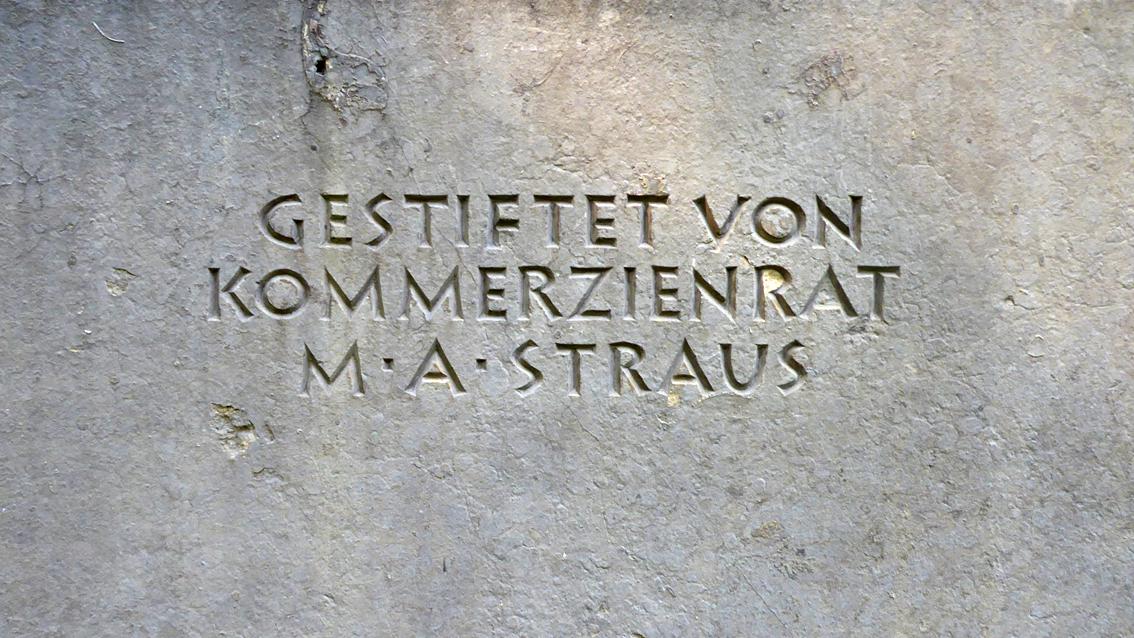 GESTIFTET VON
KOMMERZIENRAT
M·A·STRAUS